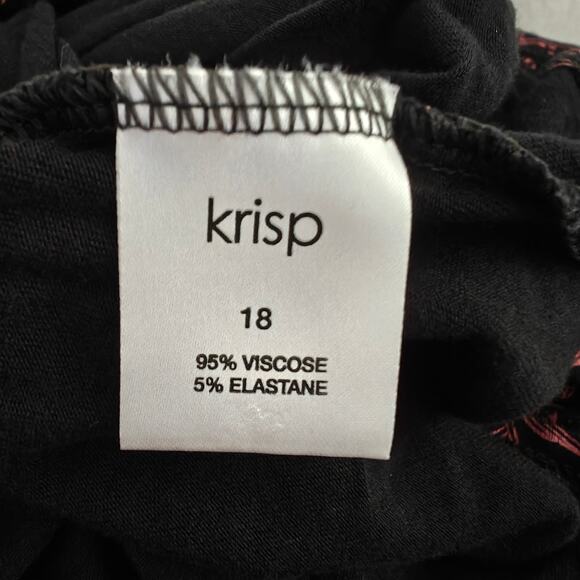 krisp
18
95% VISCOSE
5% ELASTANE